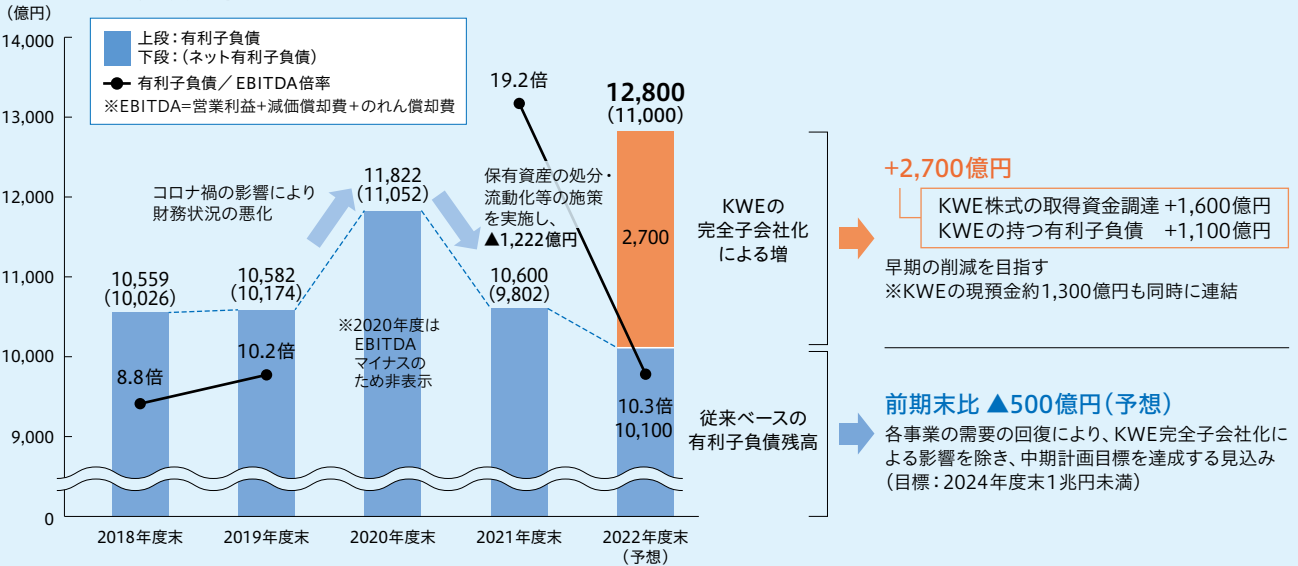 (億円)
14,000
13,000
12,000
11,000
10,000
9,000
0
上段：有利子負債
下段：(ネット有利子負債)
有利子負債／EBITDA倍率
※EBITDA=営業利益+減価償却費+のれん償却費
コロナ禍の影響により
財務状況の悪化
保有資産の処分・
流動化等の施策
を実施し、
▲1,222億円
10,559
(10,026)
8.8倍
10,582
(10,174)
10.2倍
11,822
(11,052)
※2020年度は
EBITDA
マイナスの
ため非表示
19.2倍
10,600
(9,802)
12,800
(11,000)
2,700
10.3倍
10,100
2018年度末
2019年度末
2020年度末
2021年度末
2022年度末
(予想)
KWEの
完全子会社化
による増
従来ベースの
有利子負債残高
+2,700億円
KWE株式の取得資金調達 +1,600億円
KWEの持つ有利子負債 +1,100億円
早期の削減を目指す
※KWEの現預金約1,300億円も同時に連結
前期末比 ▲500億円(予想)
各事業の需要の回復により、KWE完全子会社化に
よる影響を除き、中期計画目標を達成する見込み
(目標：2024年度末1兆円未満)